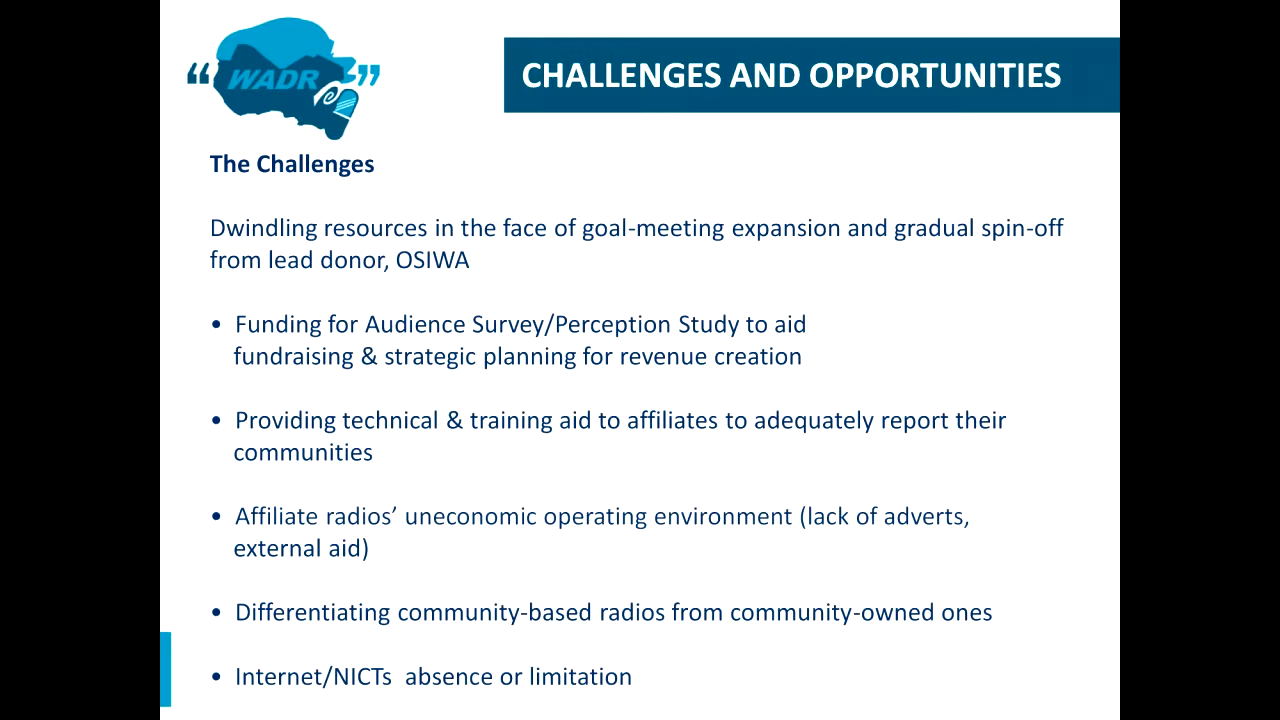 “ WADR ”
CHALLENGES AND OPPORTUNITIES
The Challenges
Dwindling resources in the face of goal-meeting expansion and gradual spin-off
from lead donor, OSIWA
• Funding for Audience Survey/Perception Study to aid
fundraising & strategic planning for revenue creation
• Providing technical & training aid to affiliates to adequately report their
communities
• Affiliate radios’ uneconomic operating environment (lack of adverts,
external aid)
• Differentiating community-based radios from community-owned ones
• Internet/NICTs  absence or limitation